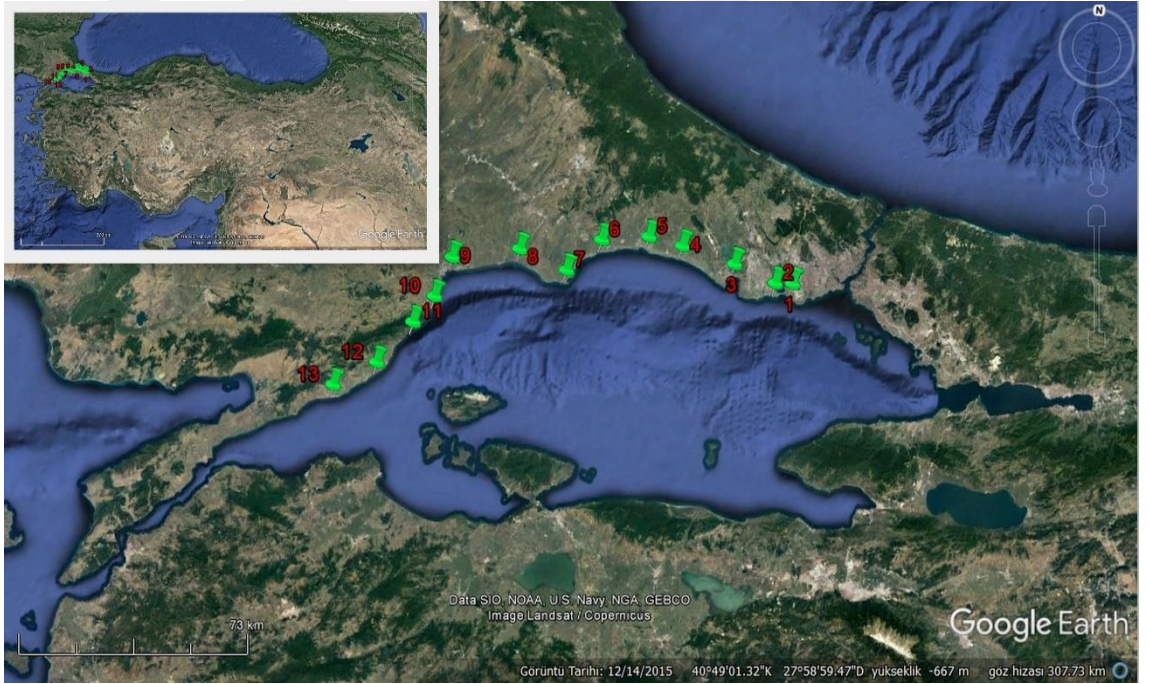 Google Earth
N
6
5
4
9
8
7
2
3
1
10
11
12
13
Data SIO, NOAA, U.S. Navy, NGA, GEBCO
Image Landsat / Copernicus
73 km
Google Earth
Görüntü Tarihi: 12/14/2015 40°49'01.32"K 27°58'59.47"D yükseklik -667 m göz hizası 307.73 km